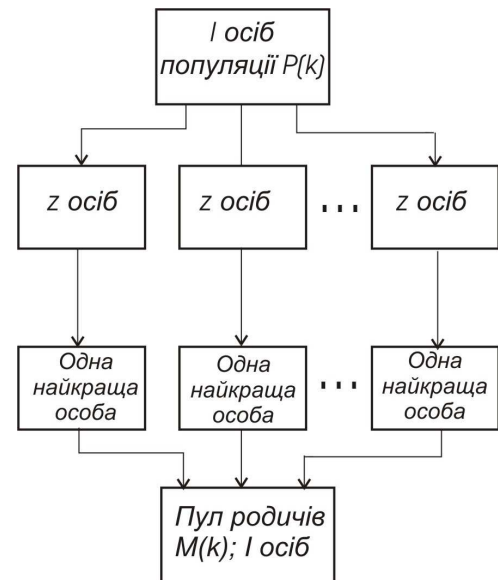 I осіб
популяції P(k)
z осіб
z осіб
...
z осіб
Одна
найкраща
особа
Одна
найкраща
особа
...
Одна
найкраща
особа
Пул родичів
M(k); I осіб